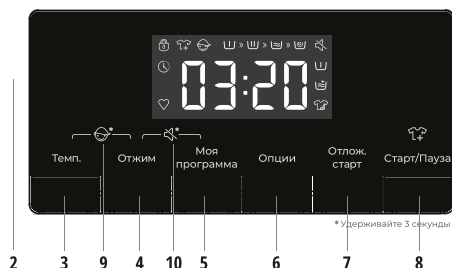 03:20
Темп.
Отжим
Моя
программа
Опции
Отлож.
старт
Старт/Пауза
* Удерживайте 3 секунды
2 3 9 4 10 5 6 7 8